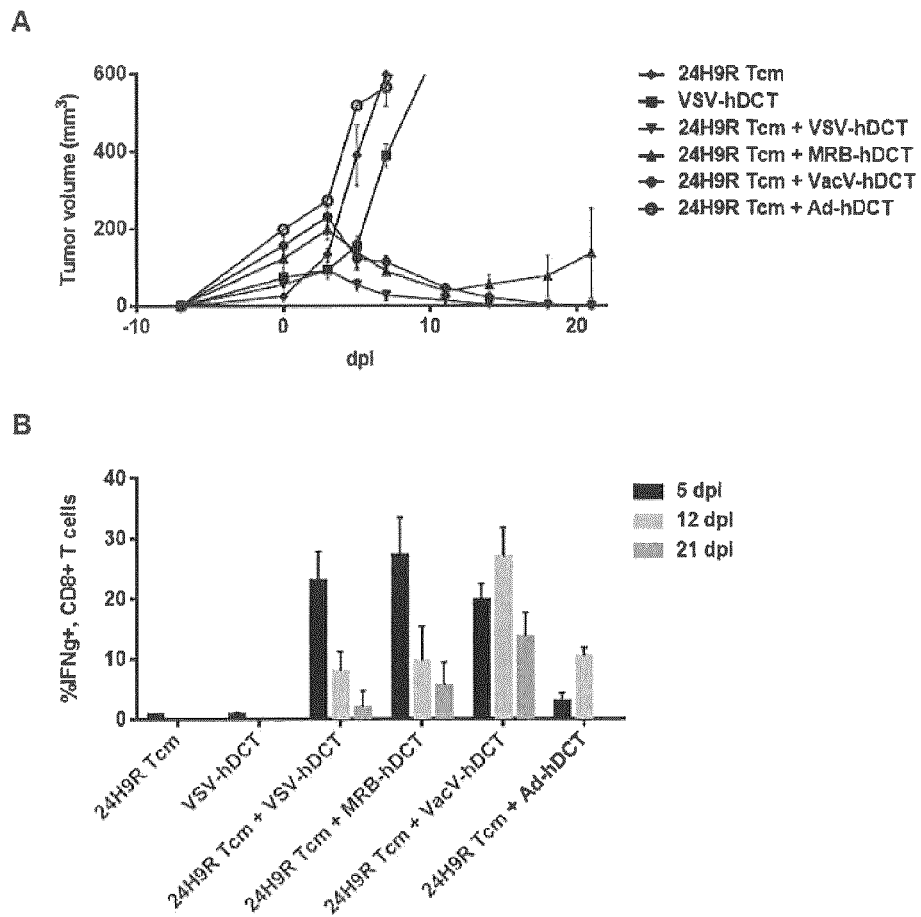 A
Tumor volume (mm³)
600
400
200
0
-10
0
10
20
dpi
24H9R Tcm
VSV-hDCT
24H9R Tcm + VSV-hDCT
24H9R Tcm + MRB-hDCT
24H9R Tcm + VacV-hDCT
24H9R Tcm + Ad-hDCT
B
%IFNg+, CD8+ T cells
40
30
20
10
0
5 dpi
12 dpi
21 dpi
24H9R Tcm
VSV-hDCT
24H9R Tcm + VSV-hDCT
24H9R Tcm + MRB-hDCT
24H9R Tcm + VacV-hDCT
24H9R Tcm + Ad-hDCT